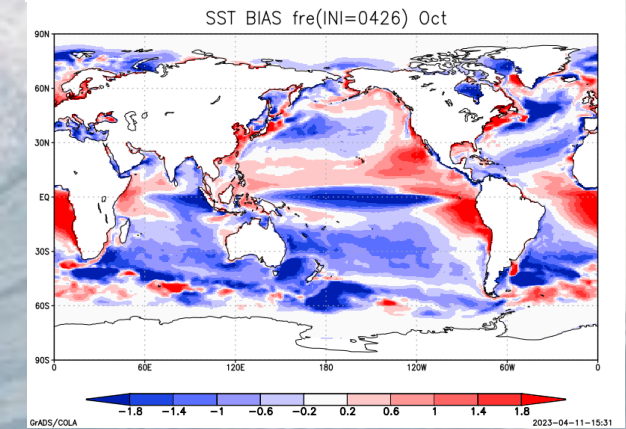 SST BIAS fre(INI=0426) Oct
90N
60N
30N
EQ
30S
60S
90S
0 60E 120E 180 120W 60W 0
-1.8 -1.4 -1 -0.6 -0.2 0.2 0.6 1 1.4 1.8
GrADS/COLA 2023-04-11-15:31